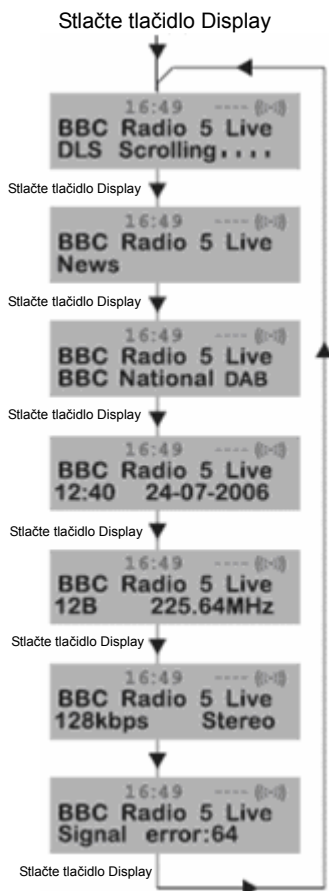 Stlačte tlačidlo Display
16:49 ----
BBC Radio 5 Live
DLS Scrolling....
Stlačte tlačidlo Display
16:49 ----
BBC Radio 5 Live
News
Stlačte tlačidlo Display
16:49 ----
BBC Radio 5 Live
BBC National DAB
Stlačte tlačidlo Display
16:49 ----
BBC Radio 5 Live
12:40 24-07-2006
Stlačte tlačidlo Display
16:49 ----
BBC Radio 5 Live
12B 225.64MHz
Stlačte tlačidlo Display
16:49 ----
BBC Radio 5 Live
128kbps Stereo
16:49 ----
BBC Radio 5 Live
Signal error:64
Stlačte tlačidlo Display